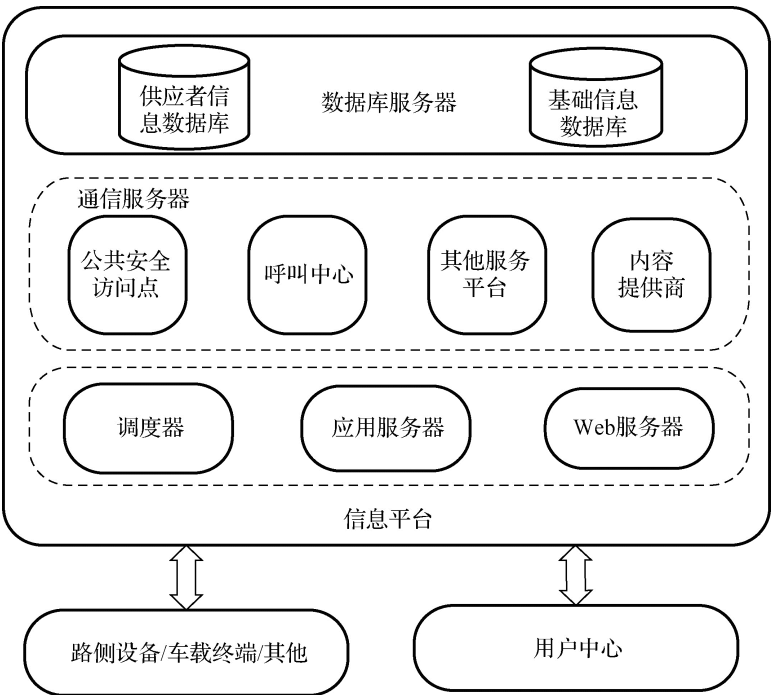 供应者信
息数据库
数据库服务器
基础信息
数据库
通信服务器
公共安全
访问点
呼叫中心
其他服务
平台
内容
提供商
调度器
应用服务器
Web服务器
信息平台
路侧设备/车载终端/其他
用户中心